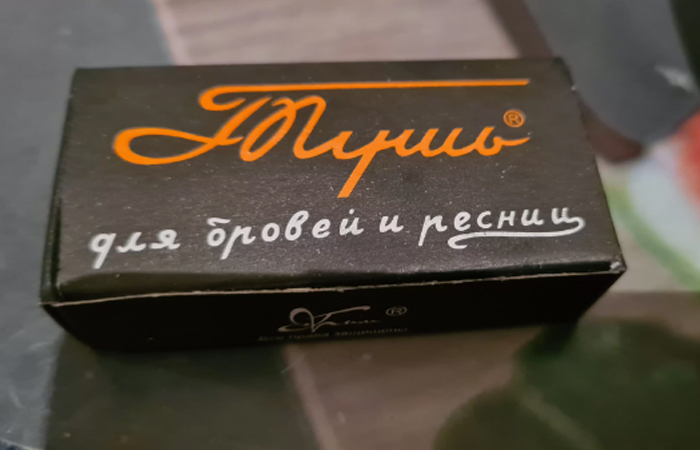 Тушь®
для бровей и ресниц
®